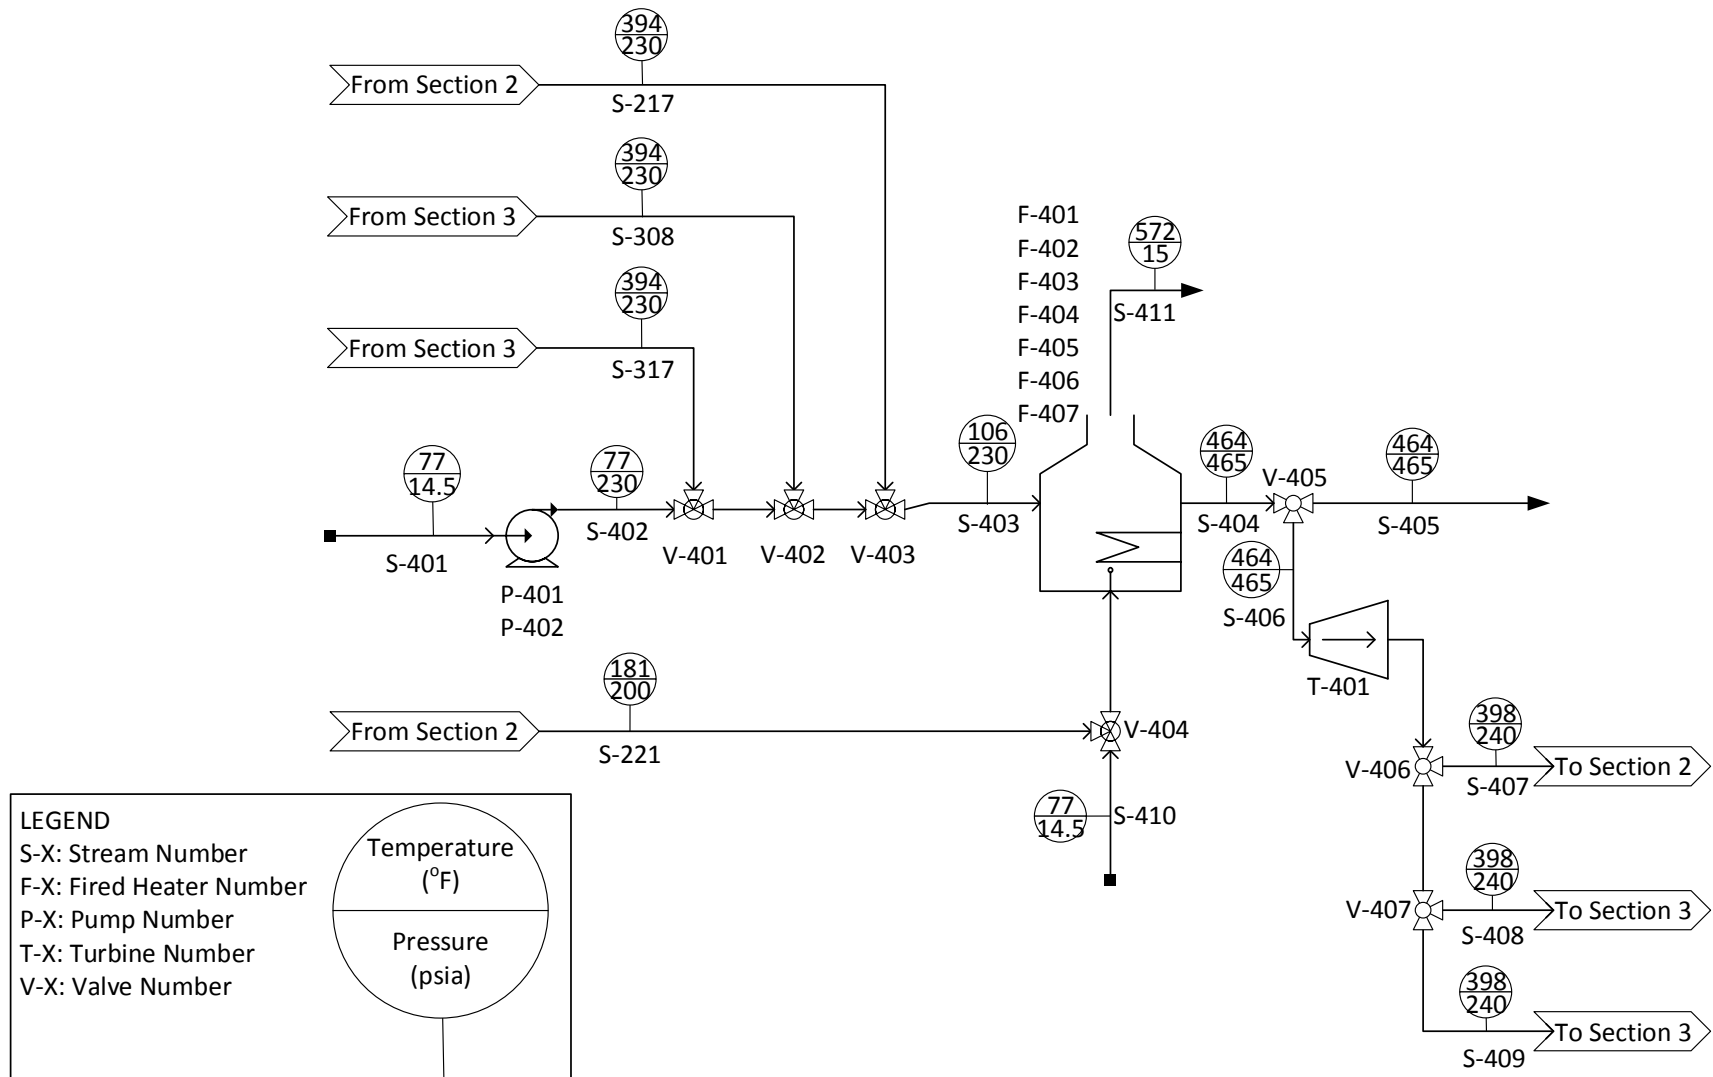 394
230
From Section 2
S-217
394
230
From Section 3
S-308
394
230
From Section 3
S-317
F-401
F-402
F-403
F-404
F-405
F-406
F-407
572
15
S-411
77
14.5
S-401
P-401
P-402
77
230
S-402
V-401
V-402
V-403
106
230
S-403
464
465
S-404
V-405
464
465
S-405
464
465
S-406
T-401
181
200
From Section 2
S-221
V-404
77
14.5
S-410
V-406
398
240
S-407
To Section 2
V-407
398
240
S-408
To Section 3
398
240
S-409
To Section 3
LEGEND
S-X: Stream Number
F-X: Fired Heater Number
P-X: Pump Number
T-X: Turbine Number
V-X: Valve Number
Temperature
(°F)
Pressure
(psia)